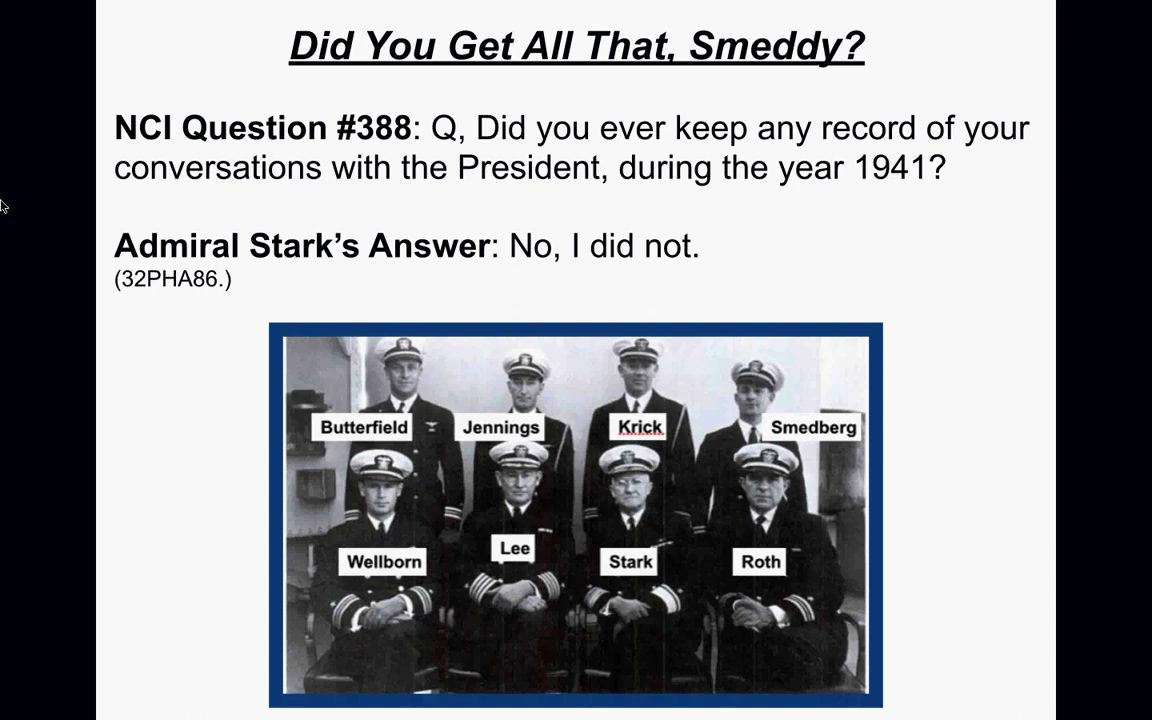 Did You Get All That, Smeddy?
NCI Question #388: Q, Did you ever keep any record of your
conversations with the President, during the year 1941?
Admiral Stark’s Answer: No, I did not.
(32PHA86.)
Butterfield
Jennings
Krick
Smedberg
Wellborn
Lee
Stark
Roth